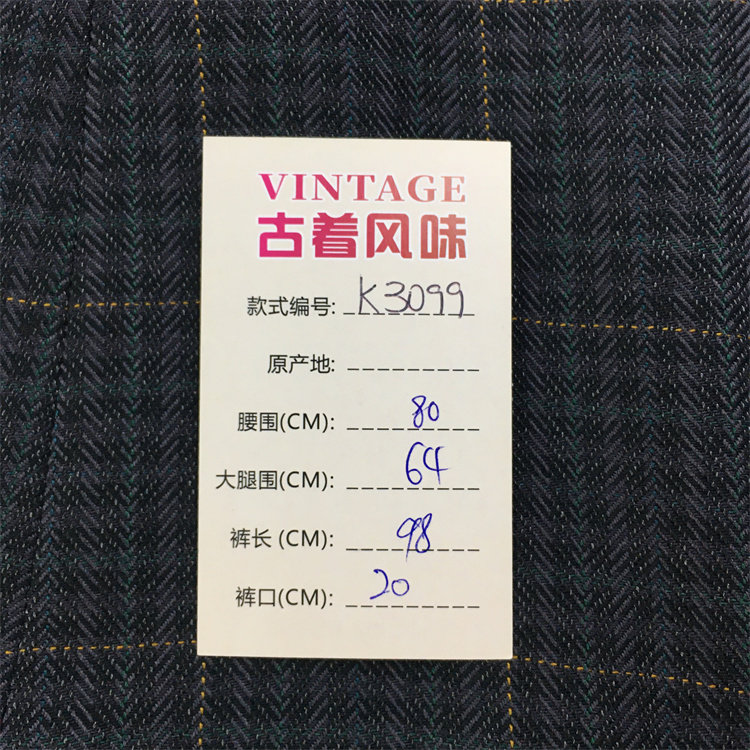 VINTAGE
古着风味
款式编号: K3099
原产地:
腰围(CM): 80
大腿围(CM): 64
裤长 (CM): 98
裤口(CM): 20